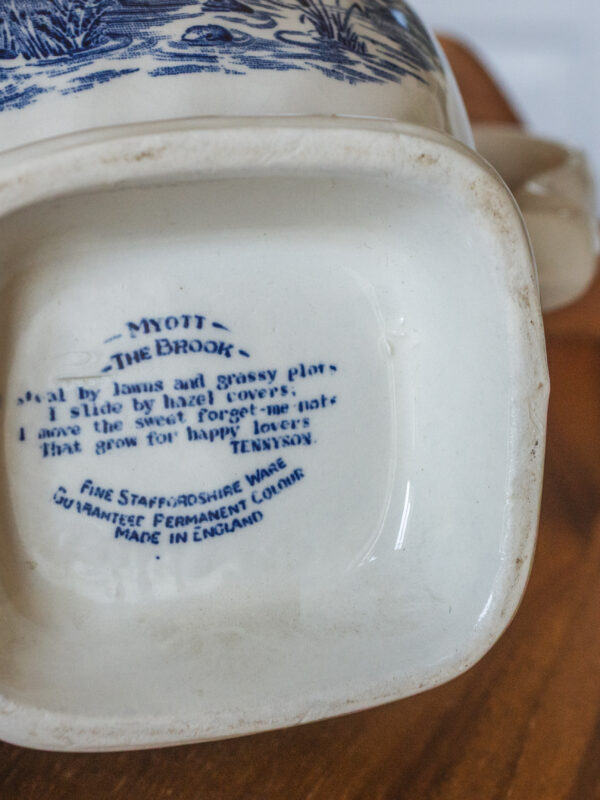 MYOTT
THE BROOK
steal by lawns and grassy plots
I slide by hazel covers;
I move the sweet forget-me nots
That grow for happy lovers
TENNYSON.
FINE STAFFORDSHIRE WARE
GUARANTEED PERMANENT COLOUR
MADE IN ENGLAND